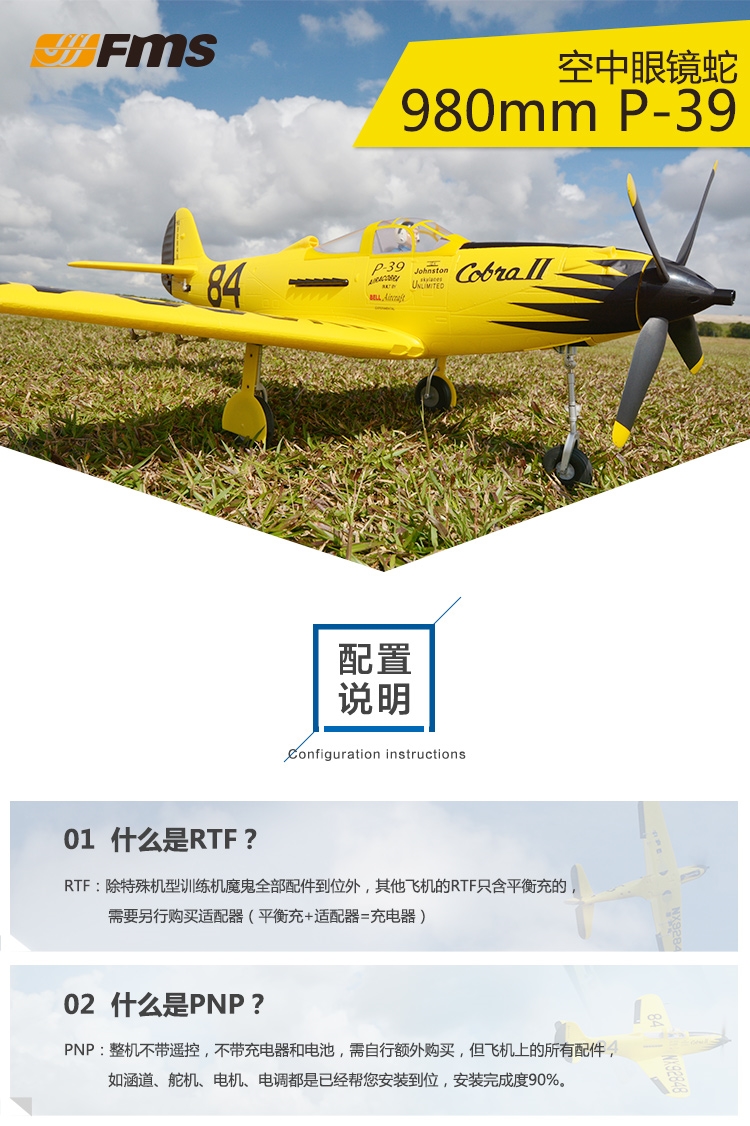 FMS
空中眼镜蛇
980mm P-39
84
P-39
AIRACOBRA
BELL Aircraft
Johnston
UNLIMITED
Cobra II
配置
说明
Configuration instructions
01 什么是RTF？
RTF：除特殊机型训练机魔鬼全部配件到位外，其他飞机的RTF只含平衡充的，
需要另行购买适配器（平衡充+适配器=充电器）
NX92848
02 什么是PNP？
PNP：整机不带遥控，不带充电器和电池，需自行额外购买，但飞机上的所有配件，
如涵道、舵机、电机、电调都是已经帮您安装到位，安装完成度90%。
84
84
NX92848